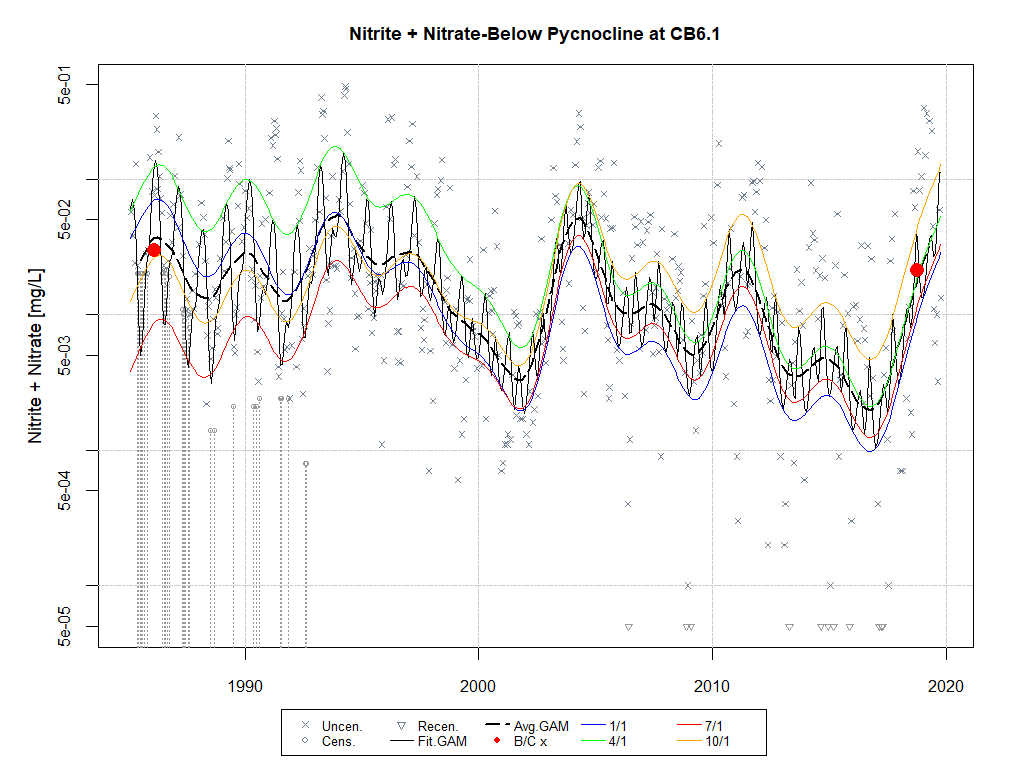 Nitrite + Nitrate-Below Pycnocline at CB6.1
Nitrite + Nitrate [mg/L]
5e-01
5e-02
5e-03
5e-04
5e-05
1990 2000 2010 2020
Uncen. Recen. Avg.GAM 1/1 7/1
Cens. Fit.GAM B/C x 4/1 10/1